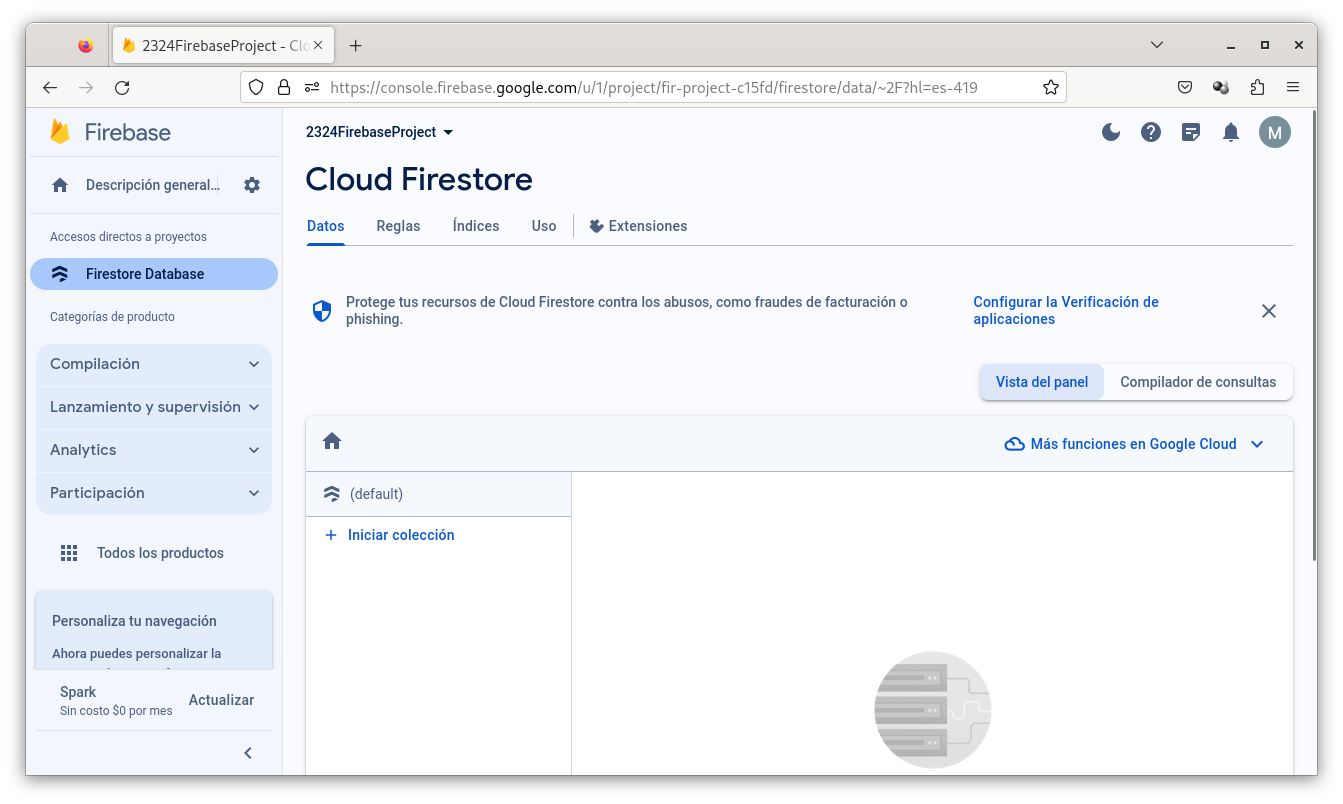 2324FirebaseProject - Clo
https://console.firebase.google.com/u/1/project/fir-project-c15fd/firestore/data/~2F?hl=es-419
Firebase
Descripción general...
Accesos directos a proyectos
Firestore Database
Categorías de producto
Compilación
Lanzamiento y supervisión
Analytics
Participación
Todos los productos
Personaliza tu navegación
Ahora puedes personalizar la
Spark
Sin costo $0 por mes
Actualizar
2324FirebaseProject
M
Cloud Firestore
Datos
Reglas
Índices
Uso
Extensiones
Protege tus recursos de Cloud Firestore contra los abusos, como fraudes de facturación o
phishing.
Configurar la Verificación de
aplicaciones
Vista del panel
Compilador de consultas
Más funciones en Google Cloud
(default)
Iniciar colección